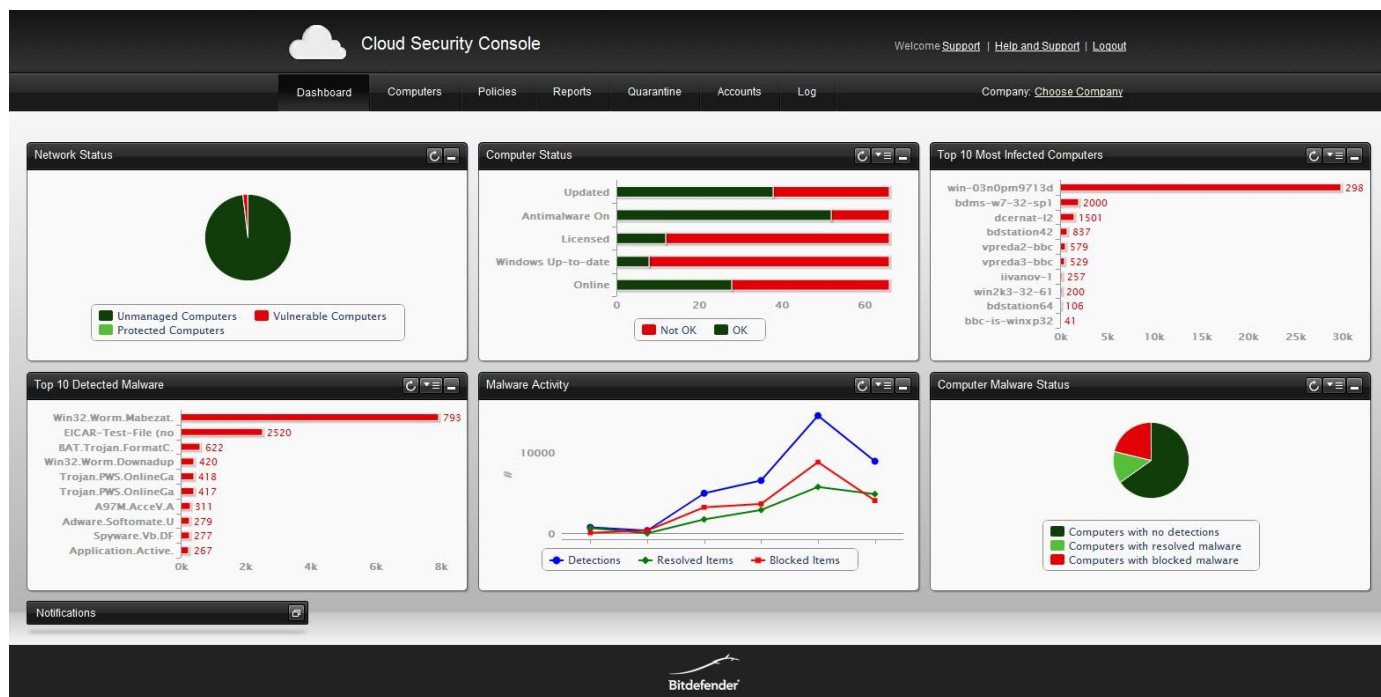 Cloud Security Console
Welcome Support | Help and Support | Logout
Dashboard Computers Policies Reports Quarantine Accounts Log Company: Choose Company
Network Status
Unmanaged Computers Vulnerable Computers
Protected Computers
Computer Status
Updated
Antimalware On
Licensed
Windows Up-to-date
Online
0 20 40 60
Not OK OK
Top 10 Most Infected Computers
win-03n0pm9713d 298
bdms-w7-32-sp1 2000
dcernat-l2 1501
bdstation42 837
vpreda2-bbc 579
vpreda3-bbc 529
iivanov-1 257
win2k3-32-61 200
bdstation64 106
bbc-is-winxp32 41
0k 5k 10k 15k 20k 25k 30k
Top 10 Detected Malware
Win32.Worm.Mabezat. 793
EICAR-Test-File (no 2520
BAT.Trojan.FormatC. 622
Win32.Worm.Downadup 420
Trojan.PWS.OnlineGa 418
Trojan.PWS.OnlineGa 417
A97M.AcceV.A 311
Adware.Softomate.U 279
Spyware.Vb.DF 277
Application.Active. 267
0k 2k 4k 6k 8k
Malware Activity
10000
#
0
Detections Resolved Items Blocked Items
Computer Malware Status
Computers with no detections
Computers with resolved malware
Computers with blocked malware
Notifications
Bitdefender